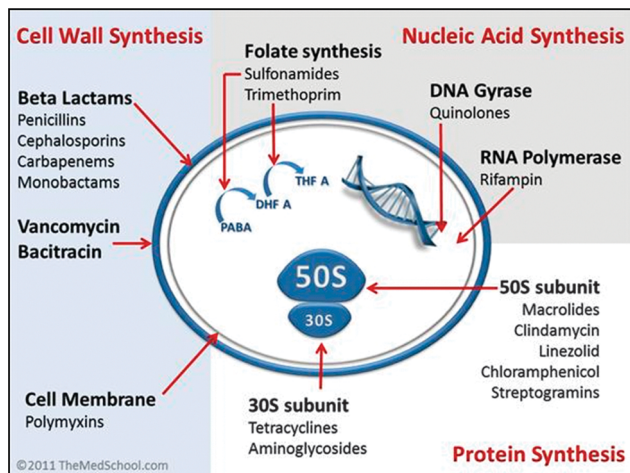 Cell Wall Synthesis
Beta Lactams
Penicillins
Cephalosporins
Carbapenems
Monobactams
Vancomycin
Bacitracin
Cell Membrane
Polymyxins
Folate synthesis
Sulfonamides
Trimethoprim
PABA
DHF A
THF A
Nucleic Acid Synthesis
DNA Gyrase
Quinolones
RNA Polymerase
Rifampin
50S
30S
50S subunit
Macrolides
Clindamycin
Linezolid
Chloramphenicol
Streptogramins
30S subunit
Tetracyclines
Aminoglycosides
Protein Synthesis
©2011 TheMedSchool.com